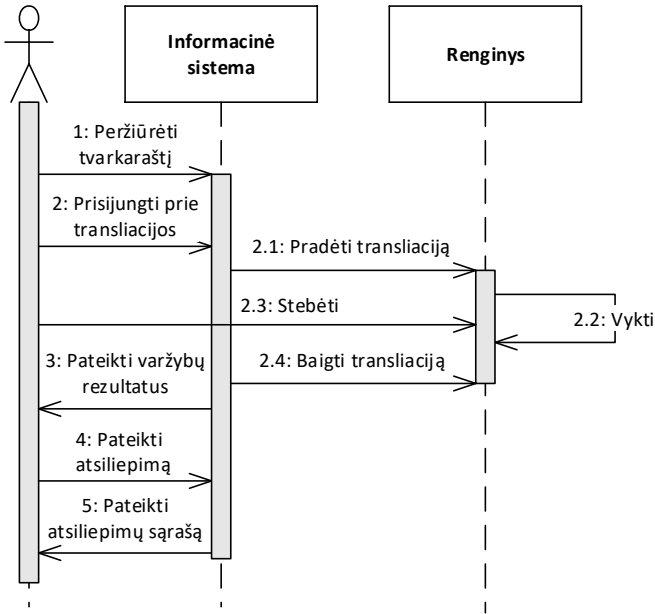 Informacinė
sistema
Renginys
1: Peržiūrėti
tvarkaraštį
2: Prisijungti prie
transliacijos
2.1: Pradėti transliaciją
2.3: Stebėti
2.2: Vykti
3: Pateikti varžybų
rezultatus
2.4: Baigti transliaciją
4: Pateikti
atsiliepimą
5: Pateikti
atsiliepimų sąrašą